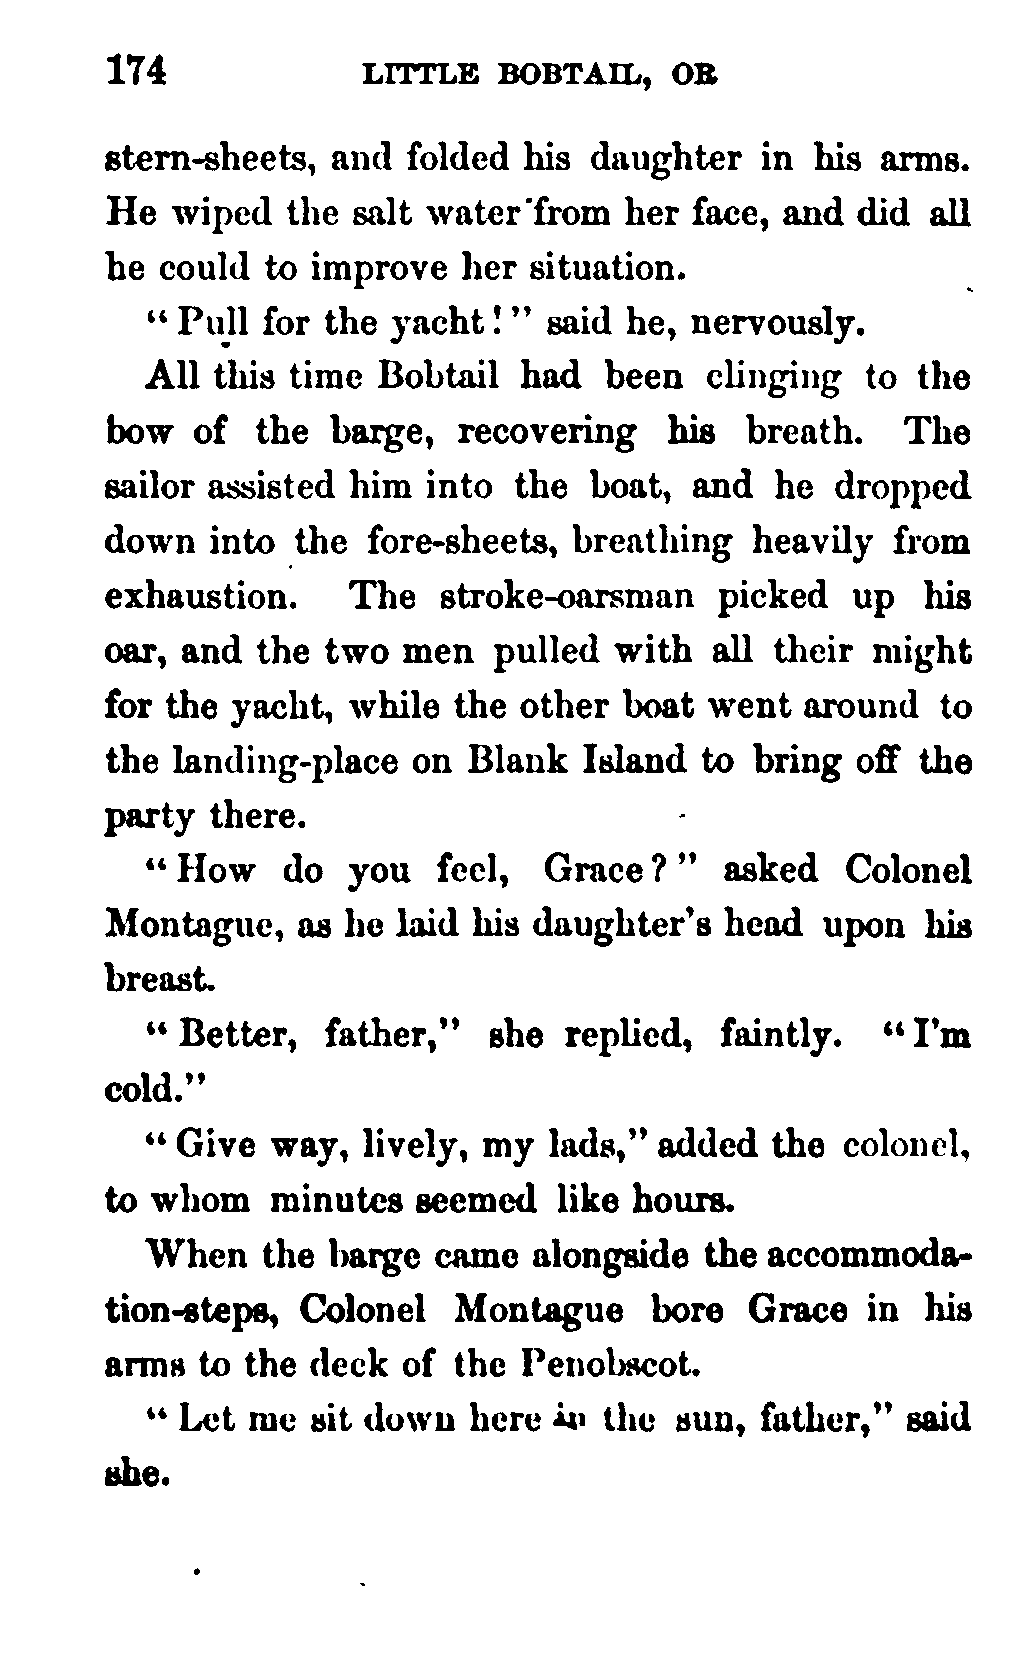 174 LITTLE BOBTAIL, OR
stern-sheets, and folded his daughter in his arms.
He wiped the salt water from her face, and did all
he could to improve her situation.
"Pull for the yacht!" said he, nervously.
All this time Bobtail had been clinging to the
bow of the barge, recovering his breath. The
sailor assisted him into the boat, and he dropped
down into the fore-sheets, breathing heavily from
exhaustion. The stroke-oarsman picked up his
oar, and the two men pulled with all their might
for the yacht, while the other boat went around to
the landing-place on Blank Island to bring off the
party there.
"How do you feel, Grace?" asked Colonel
Montague, as he laid his daughter's head upon his
breast.
"Better, father," she replied, faintly. "I'm
cold."
"Give way, lively, my lads," added the colonel,
to whom minutes seemed like hours.
When the barge came alongside the accommoda-
tion-steps, Colonel Montague bore Grace in his
arms to the deck of the Penobscot.
"Let me sit down here in the sun, father," said
she.